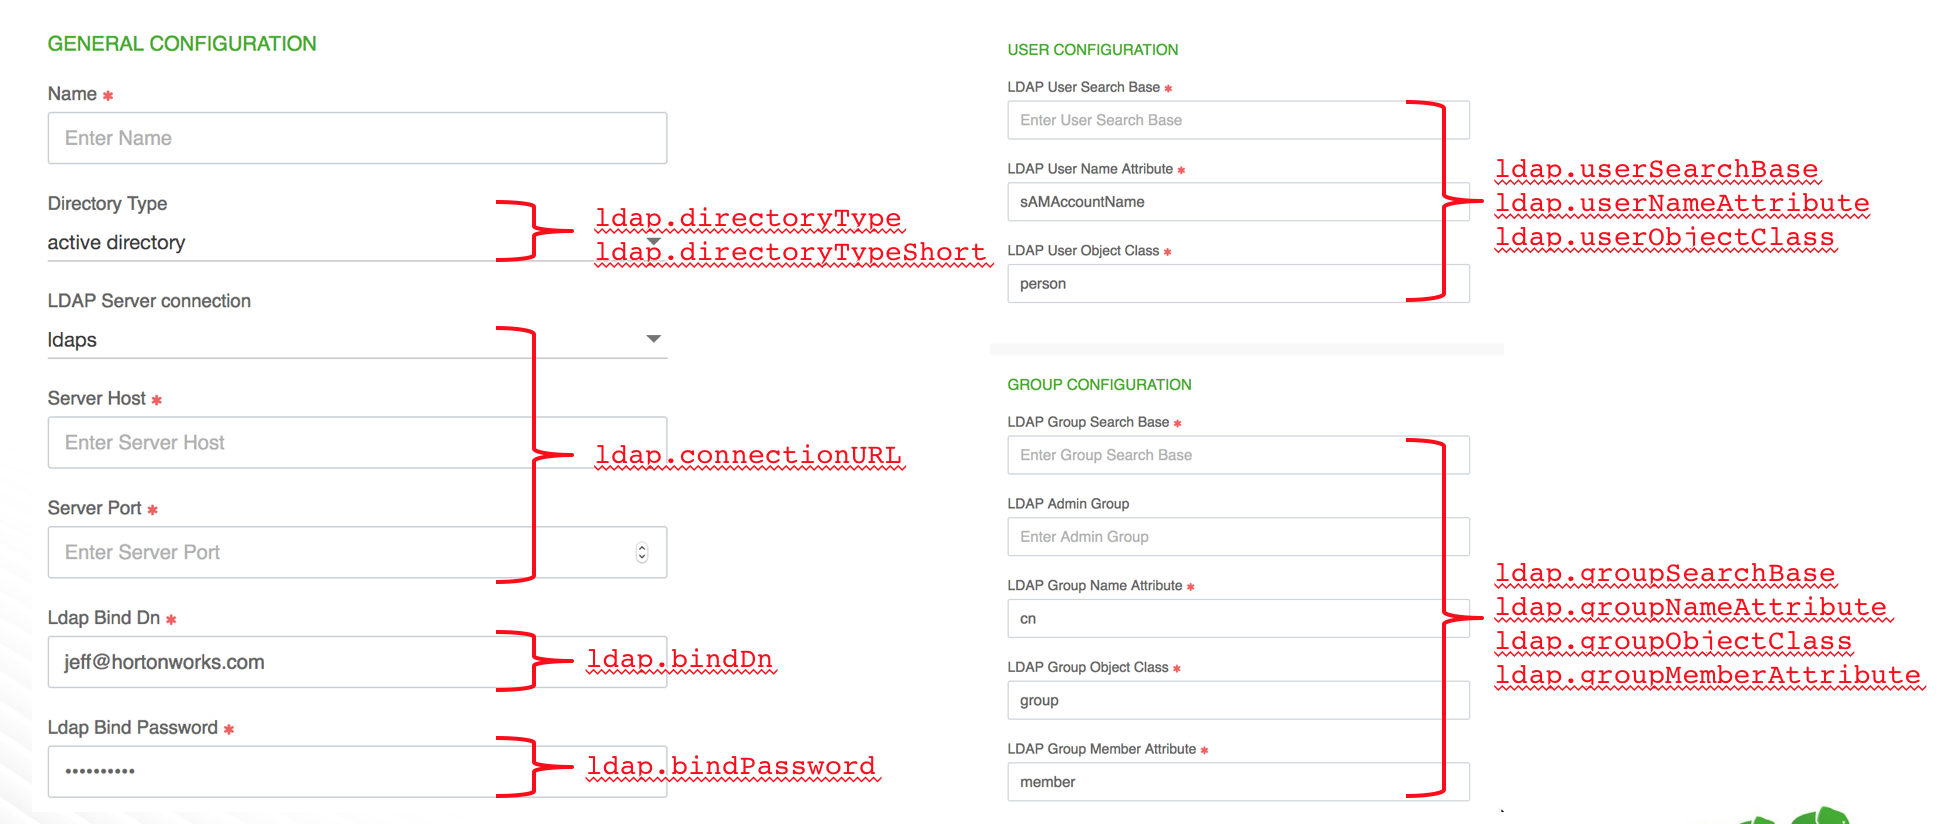 GENERAL CONFIGURATION
Name *
Enter Name
Directory Type
active directory
ldap.directoryType
ldap.directoryTypeShort
LDAP Server connection
ldaps
Server Host *
Enter Server Host
ldap.connectionURL
Server Port *
Enter Server Port
Ldap Bind Dn *
jeff@hortonworks.com
ldap.bindDn
Ldap Bind Password *
••••••••••
ldap.bindPassword
USER CONFIGURATION
LDAP User Search Base *
Enter User Search Base
LDAP User Name Attribute *
sAMAccountName
LDAP User Object Class *
person
ldap.userSearchBase
ldap.userNameAttribute
ldap.userObjectClass
GROUP CONFIGURATION
LDAP Group Search Base *
Enter Group Search Base
LDAP Admin Group
Enter Admin Group
LDAP Group Name Attribute *
cn
LDAP Group Object Class *
group
LDAP Group Member Attribute *
member
ldap.groupSearchBase
ldap.groupNameAttribute
ldap.groupObjectClass
ldap.groupMemberAttribute